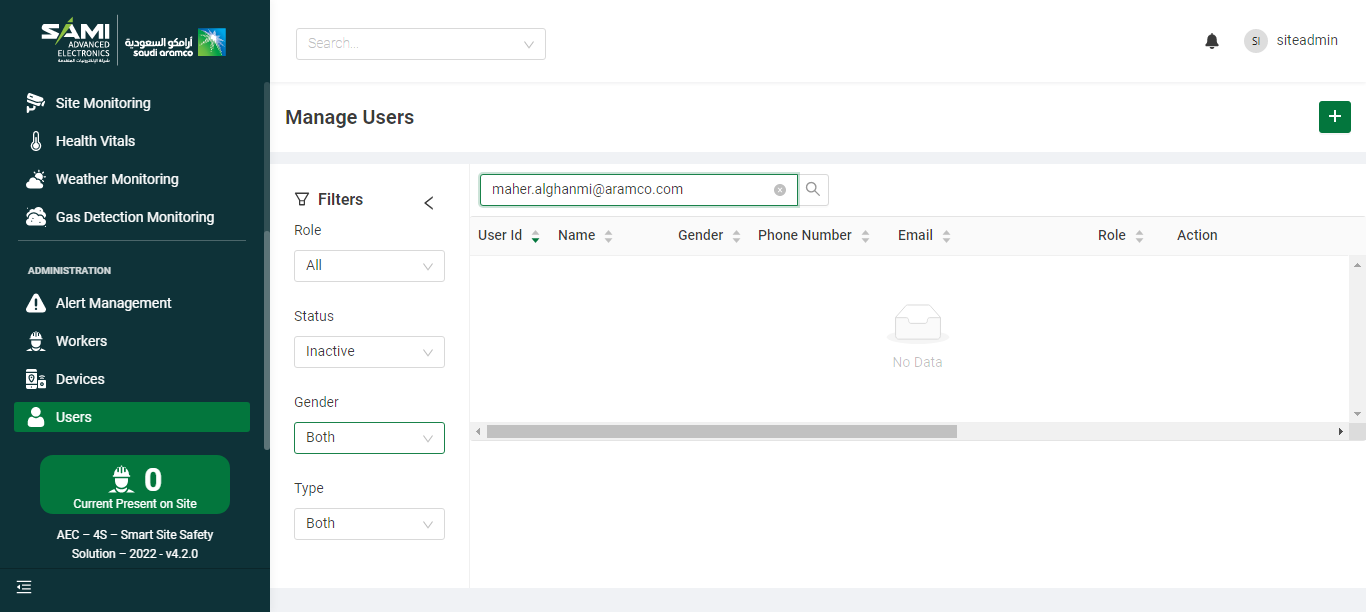 SAMI
ADVANCED
ELECTRONICS
شركة الإلكترونيات المتقدمة
أرامكو السعودية
saudi aramco
Site Monitoring
Health Vitals
Weather Monitoring
Gas Detection Monitoring
ADMINISTRATION
Alert Management
Workers
Devices
Users
0
Current Present on Site
AEC – 4S – Smart Site Safety
Solution – 2022 - v4.2.0
Search...
SI siteadmin
Manage Users
+
Filters
Role
All
Status
Inactive
Gender
Both
Type
Both
maher.alghanmi@aramco.com
User Id Name Gender Phone Number Email Role Action
No Data